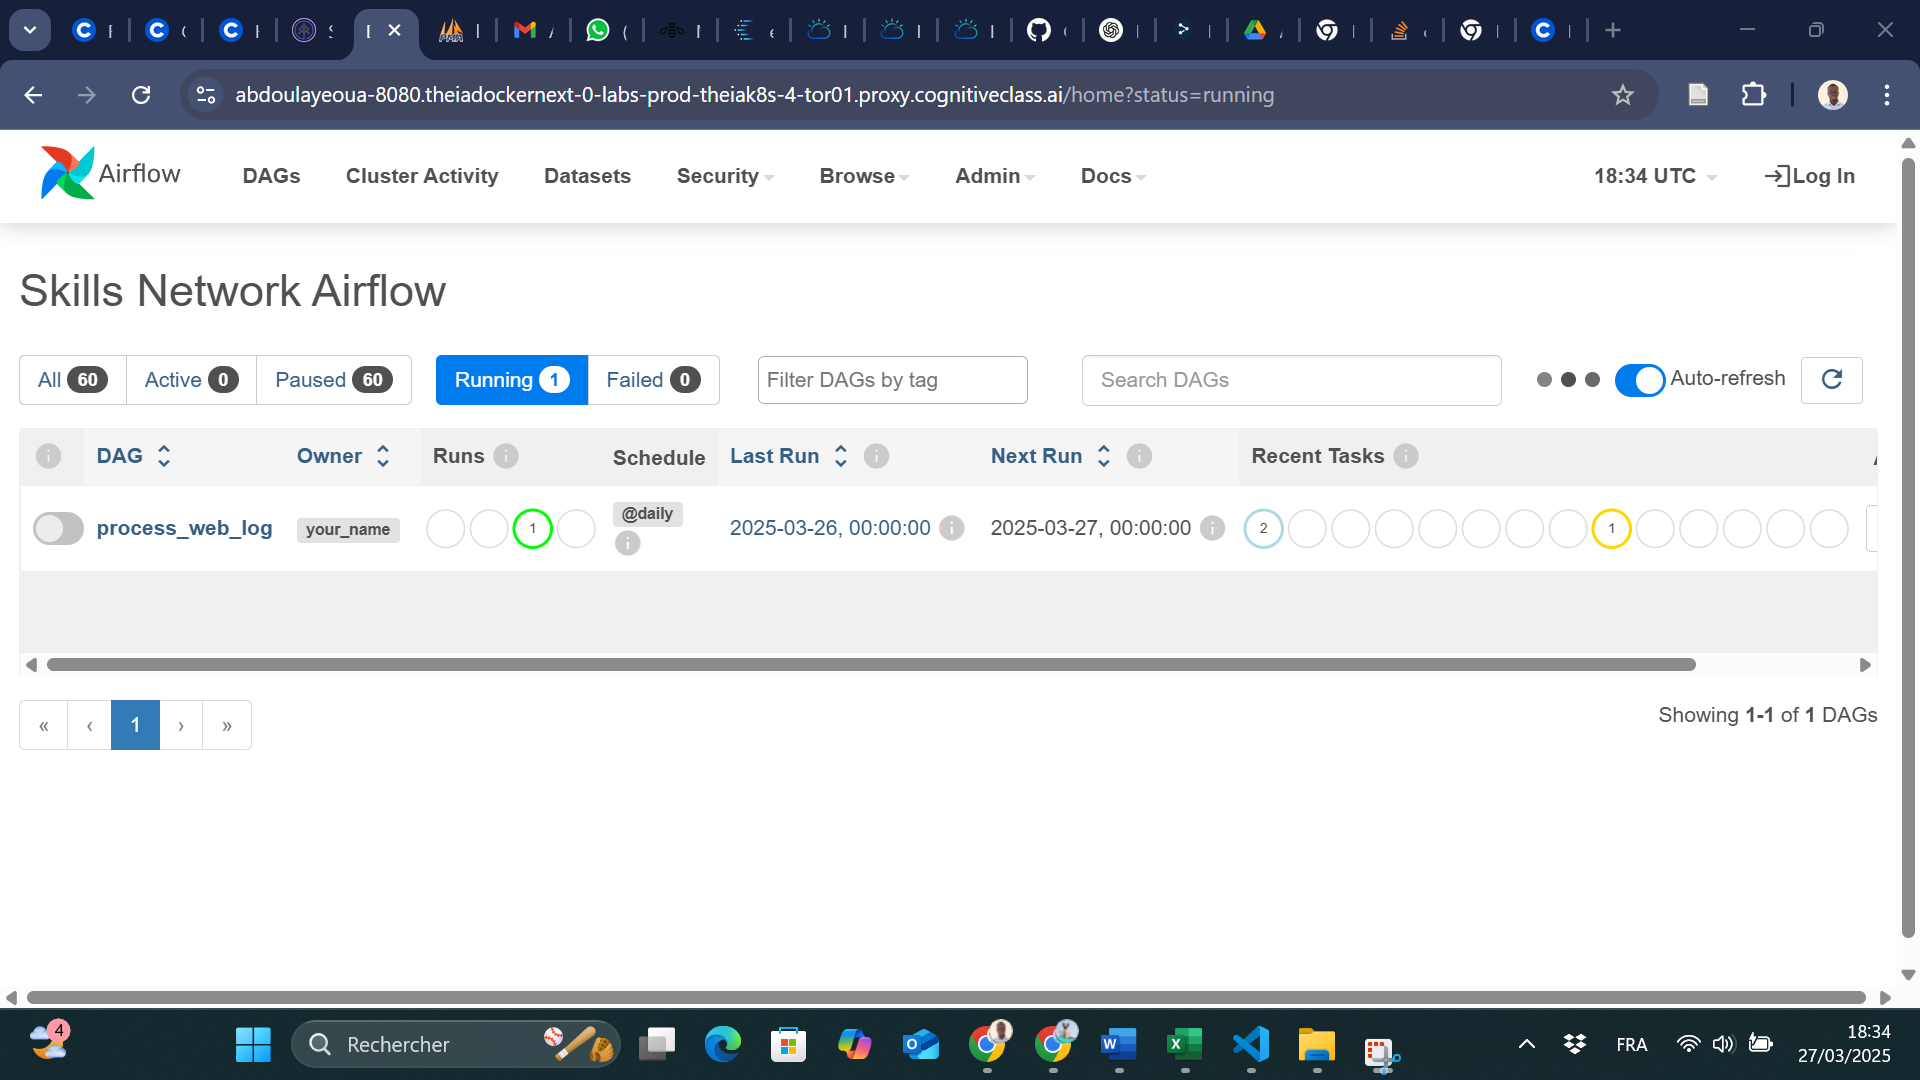 abdoulayeoua-8080.theiadockernext-0-labs-prod-theiak8s-4-tor01.proxy.cognitiveclass.ai/home?status=running
Airflow DAGs Cluster Activity Datasets Security Browse Admin Docs 18:34 UTC Log In
Skills Network Airflow
All 60 Active 0 Paused 60 Running 1 Failed 0 Filter DAGs by tag Search DAGs Auto-refresh
DAG Owner Runs Schedule Last Run Next Run Recent Tasks
process_web_log your_name 1 @daily 2025-03-26, 00:00:00 2025-03-27, 00:00:00 2 1
« ‹ 1 › »
Showing 1-1 of 1 DAGs
4 Rechercher FRA 18:34
27/03/2025